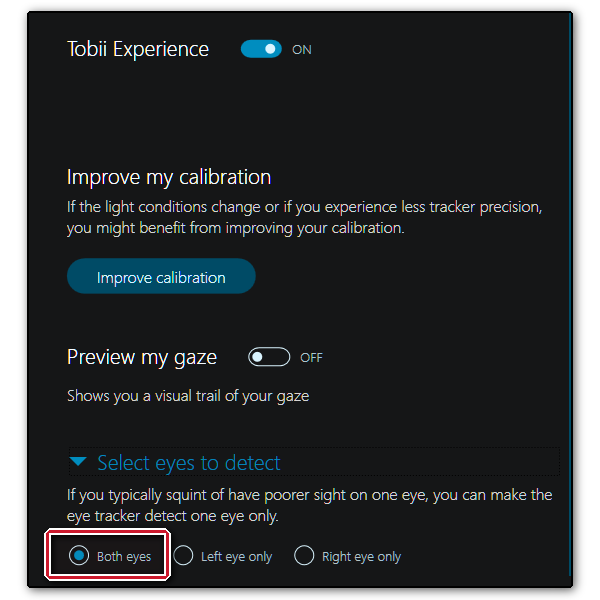 Tobii Experience ON
Improve my calibration
If the light conditions change or if you experience less tracker precision,
you might benefit from improving your calibration.
Improve calibration
Preview my gaze OFF
Shows you a visual trail of your gaze
Select eyes to detect
If you typically squint of have poorer sight on one eye, you can make the
eye tracker detect one eye only.
Both eyes Left eye only Right eye only